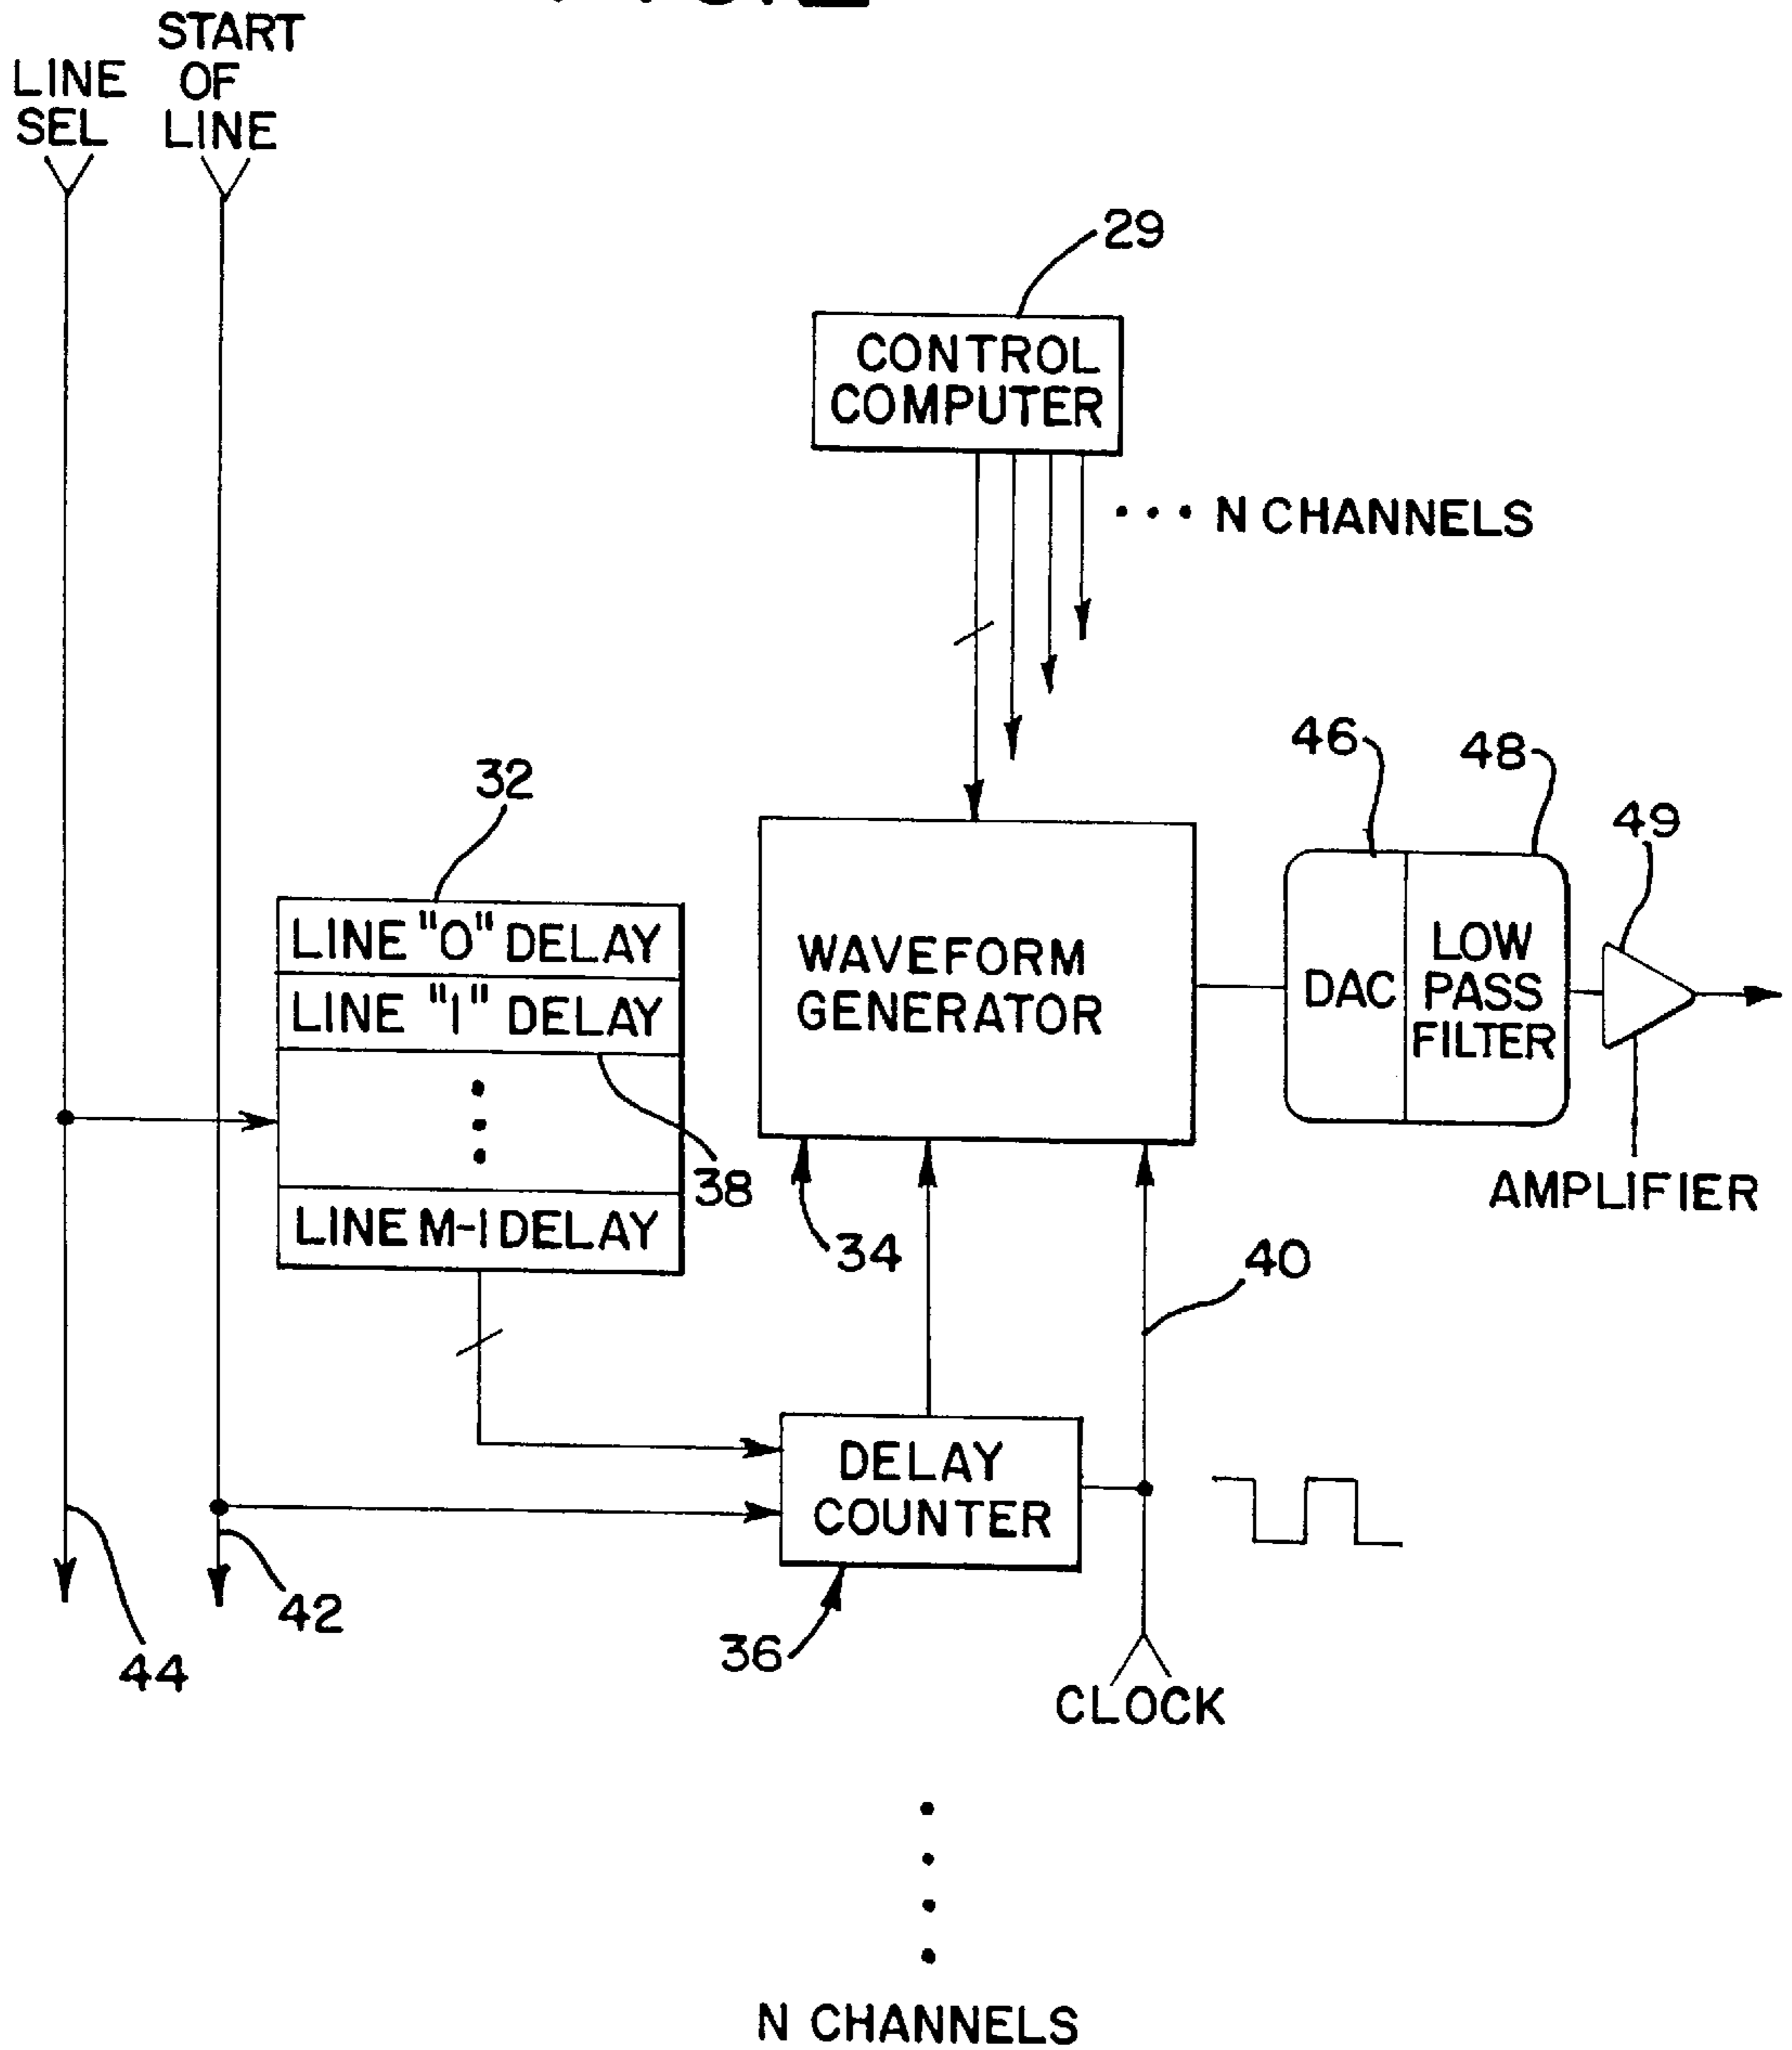 START
OF
LINE
LINE
SEL
29
CONTROL
COMPUTER
••• N CHANNELS
32
46
48
49
LINE "0" DELAY
LINE "1" DELAY
LINE M-1 DELAY
38
WAVEFORM
GENERATOR
DAC
LOW
PASS
FILTER
AMPLIFIER
34
40
DELAY
COUNTER
42
44
36
CLOCK
N CHANNELS